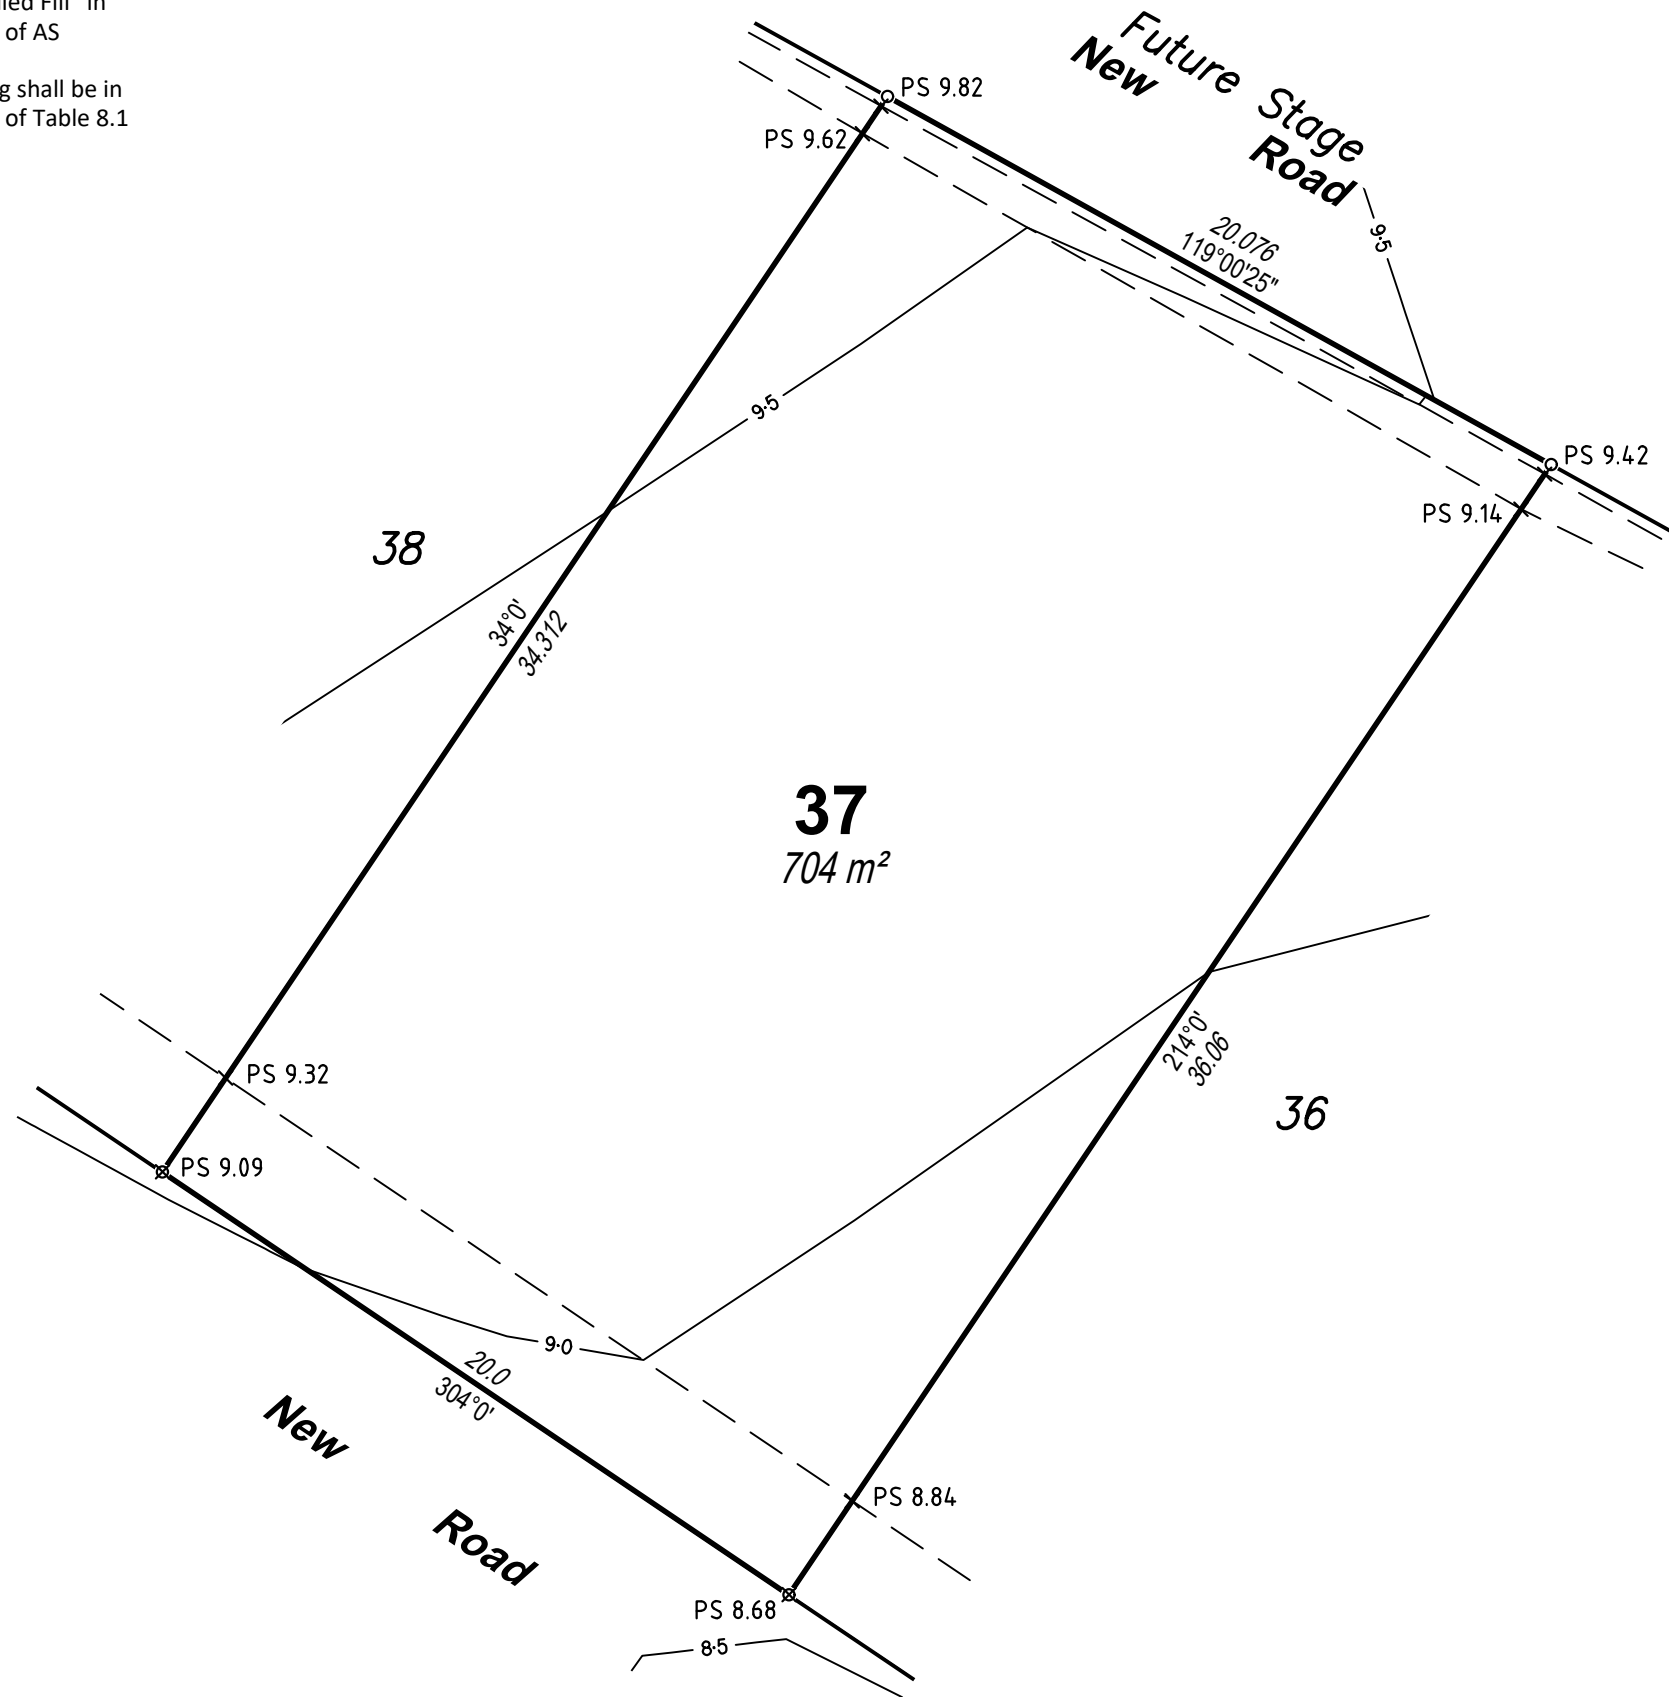 lled Fill" in
of AS
g shall be in
of Table 8.1
Future Stage
New Road
PS 9.82
PS 9.62
20.076
119°00'25"
9·5
PS 9.42
PS 9.14
9·5
38
34°0'
34.312
37
704 m²
214°0'
36.06
36
PS 9.32
PS 9.09
9·0
20.0
304°0'
New Road
PS 8.84
PS 8.68
8·5